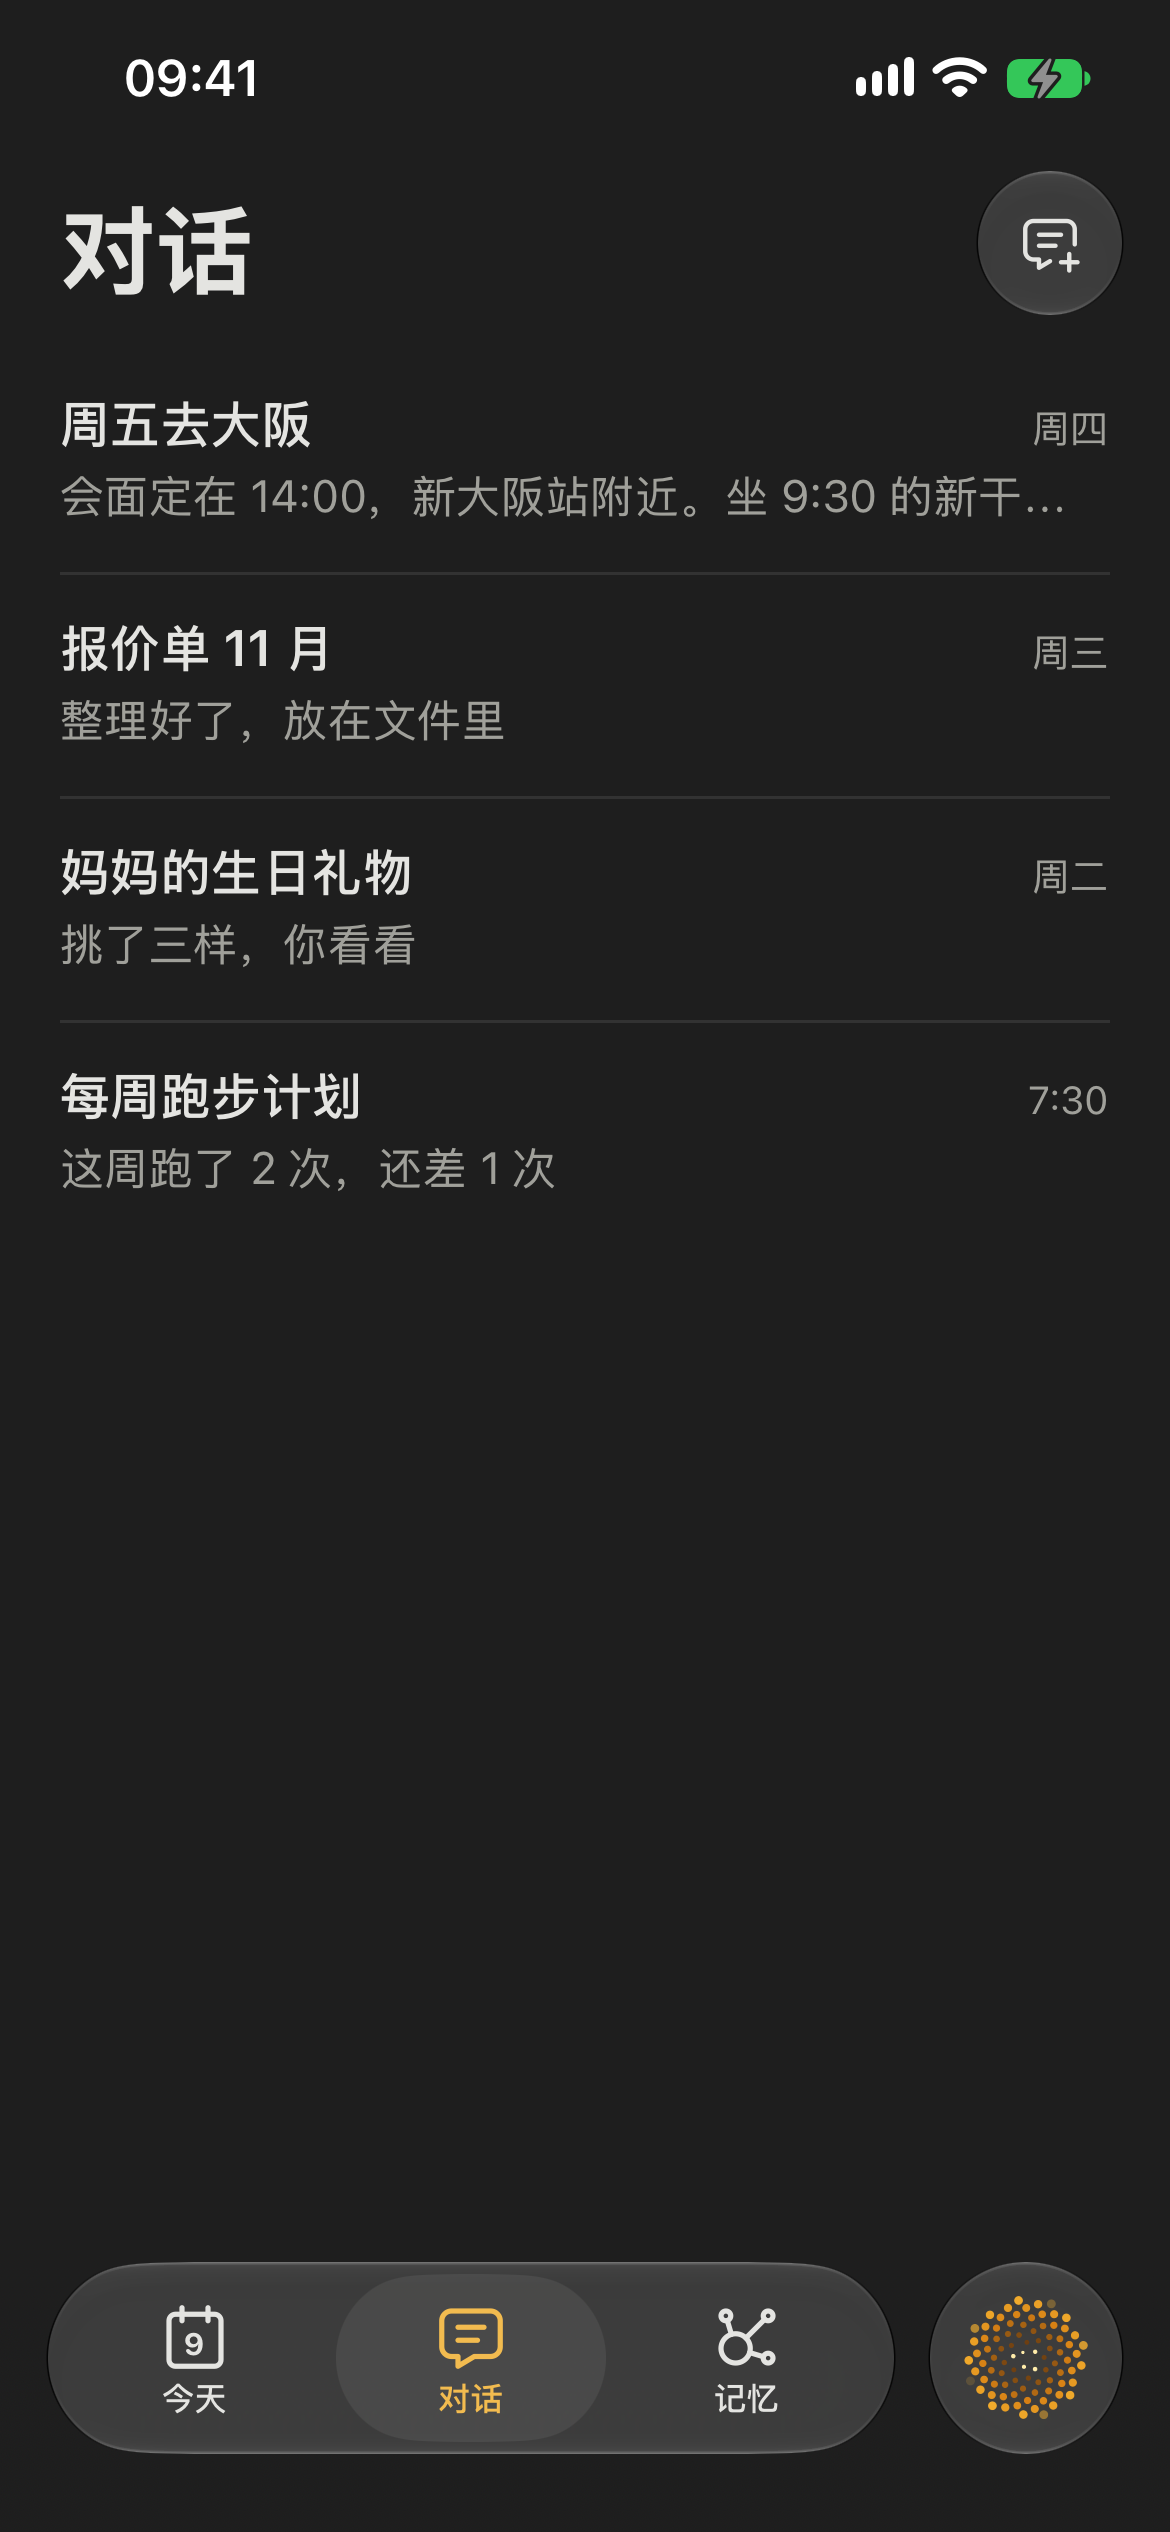 09:41
对话
周五去大阪
周四
会面定在 14:00，新大阪站附近。坐 9:30 的新干...
报价单 11 月
周三
整理好了，放在文件里
妈妈的生日礼物
周二
挑了三样，你看看
每周跑步计划
7:30
这周跑了 2 次，还差 1 次
9
今天
对话
记忆